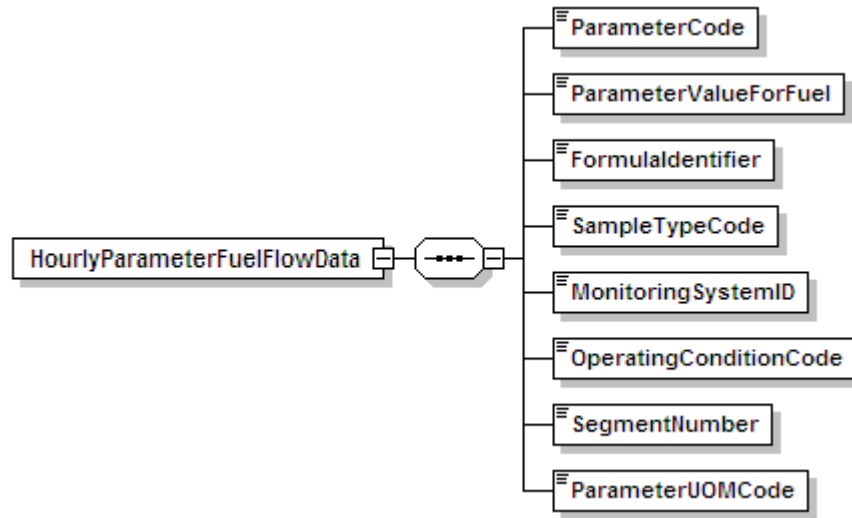 ParameterCode
ParameterValueForFuel
FormulaIdentifier
SampleTypeCode
HourlyParameterFuelFlowData
MonitoringSystemID
OperatingConditionCode
SegmentNumber
ParameterUOMCode